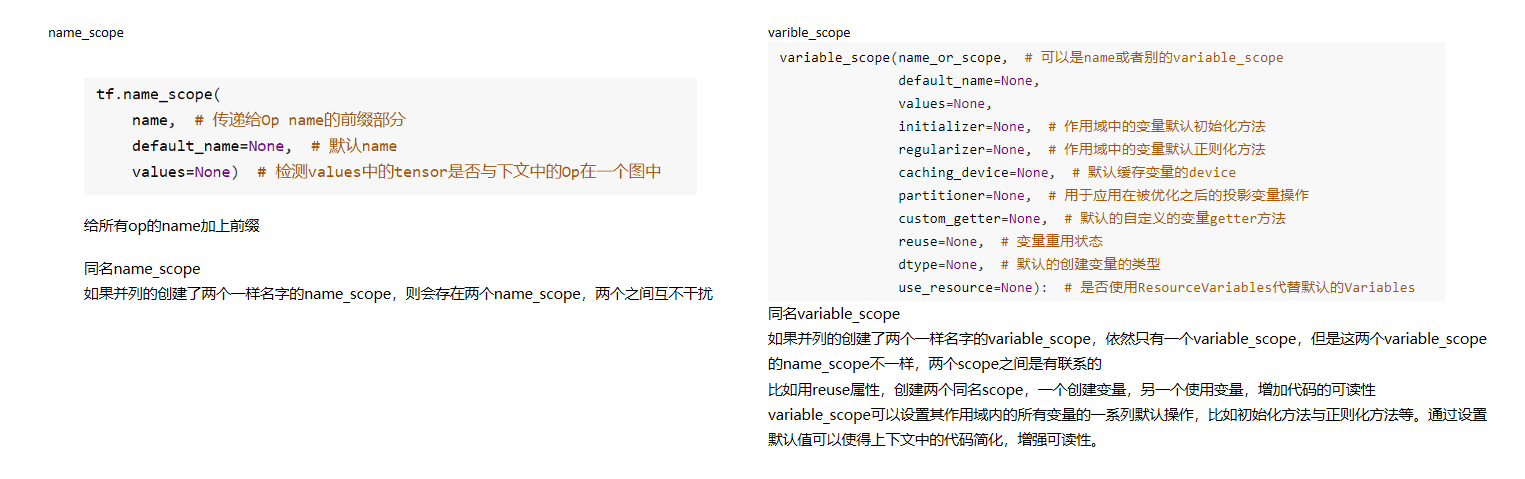 name_scope
tf.name_scope(
    name,  # 传递给Op name的前缀部分
    default_name=None,  # 默认name
    values=None)  # 检测values中的tensor是否与下文中的Op在一个图中
给所有op的name加上前缀
同名name_scope
如果并列的创建了两个一样名字的name_scope，则会存在两个name_scope，两个之间互不干扰
varible_scope
variable_scope(name_or_scope,  # 可以是name或者别的variable_scope
               default_name=None,
               values=None,
               initializer=None,  # 作用域中的变量默认初始化方法
               regularizer=None,  # 作用域中的变量默认正则化方法
               caching_device=None,  # 默认缓存变量的device
               partitioner=None,  # 用于应用在被优化之后的投影变量操作
               custom_getter=None,  # 默认的自定义的变量getter方法
               reuse=None,  # 变量重用状态
               dtype=None,  # 默认的创建变量的类型
               use_resource=None):  # 是否使用ResourceVariables代替默认的Variables
同名variable_scope
如果并列的创建了两个一样名字的variable_scope，依然只有一个variable_scope，但是这两个variable_scope
的name_scope不一样，两个scope之间是有联系的
比如用reuse属性，创建两个同名scope，一个创建变量，另一个使用变量，增加代码的可读性
variable_scope可以设置其作用域内的所有变量的一系列默认操作，比如初始化方法与正则化方法等。通过设置
默认值可以使得上下文中的代码简化，增强可读性。